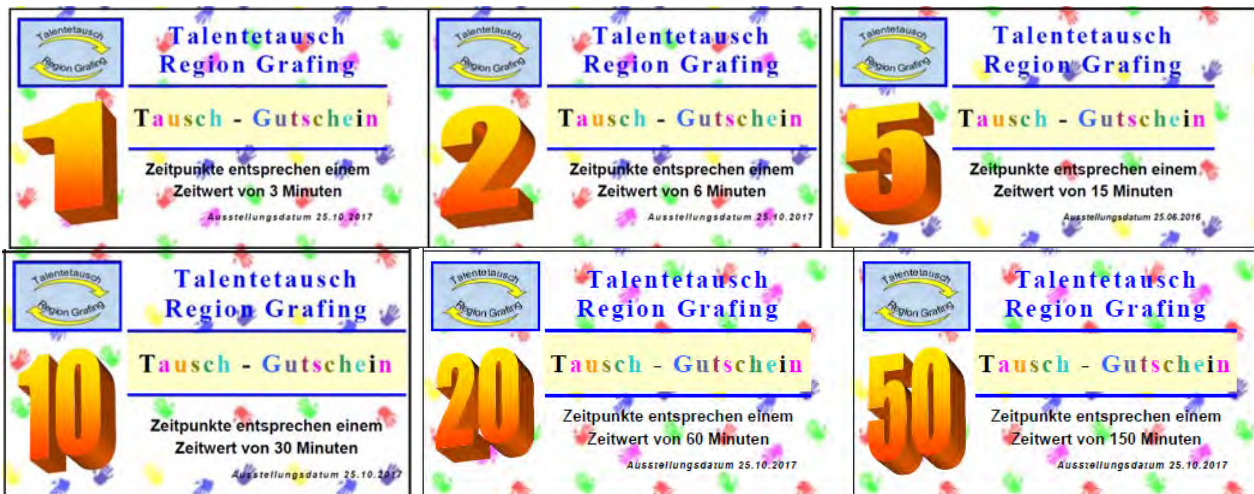 Talentetausch
Region Grafing
Talentetausch
Region Grafing
1
Tausch - Gutschein
Zeitpunkte entsprechen einem
Zeitwert von 3 Minuten
Ausstellungsdatum 25.10.2017
Talentetausch
Region Grafing
Talentetausch
Region Grafing
2
Tausch - Gutschein
Zeitpunkte entsprechen einem
Zeitwert von 6 Minuten
Ausstellungsdatum 25.10.2017
Talentetausch
Region Grafing
Talentetausch
Region Grafing
5
Tausch - Gutschein
Zeitpunkte entsprechen einem
Zeitwert von 15 Minuten
Ausstellungsdatum 25.06.2016
Talentetausch
Region Grafing
Talentetausch
Region Grafing
10
Tausch - Gutschein
Zeitpunkte entsprechen einem
Zeitwert von 30 Minuten
Ausstellungsdatum 25.10.2017
Talentetausch
Region Grafing
Talentetausch
Region Grafing
20
Tausch - Gutschein
Zeitpunkte entsprechen einem
Zeitwert von 60 Minuten
Ausstellungsdatum 25.10.2017
Talentetausch
Region Grafing
Talentetausch
Region Grafing
50
Tausch - Gutschein
Zeitpunkte entsprechen einem
Zeitwert von 150 Minuten
Ausstellungsdatum 25.10.2017